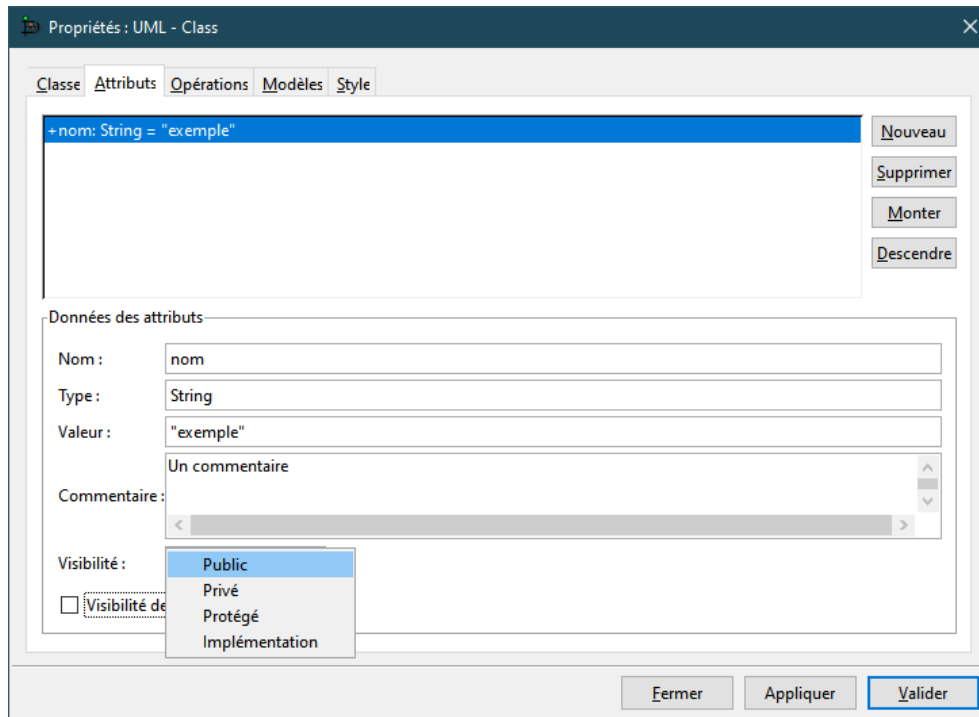 Propriétés : UML - Class
Classe Attributs Opérations Modèles Style
+nom: String = "exemple"
Nouveau
Supprimer
Monter
Descendre
Données des attributs
Nom : nom
Type : String
Valeur : "exemple"
Commentaire : Un commentaire
Visibilité :
Public
Privé
Protégé
Implémentation
Visibilité de
Fermer Appliquer Valider